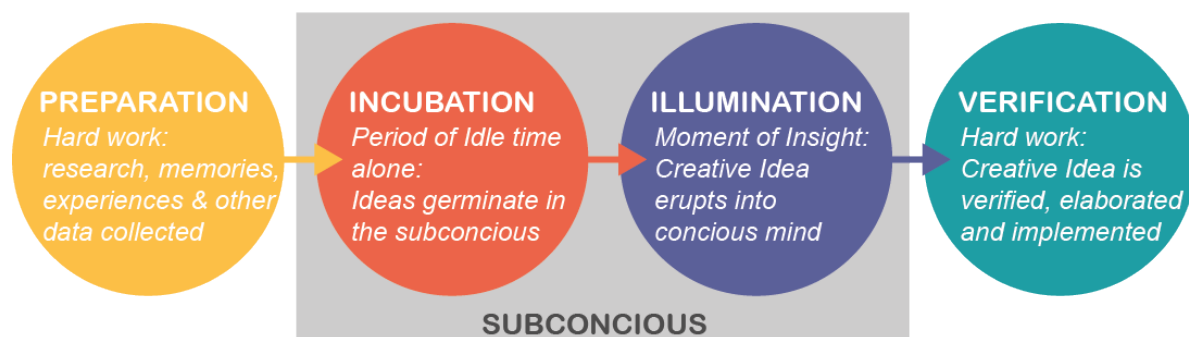 PREPARATION
Hard work:
research, memories,
experiences & other
data collected
INCUBATION
Period of Idle time
alone:
Ideas germinate in
the subconcious
ILLUMINATION
Moment of Insight:
Creative Idea
erupts into
concious mind
VERIFICATION
Hard work:
Creative Idea is
verified, elaborated
and implemented
SUBCONCIOUS